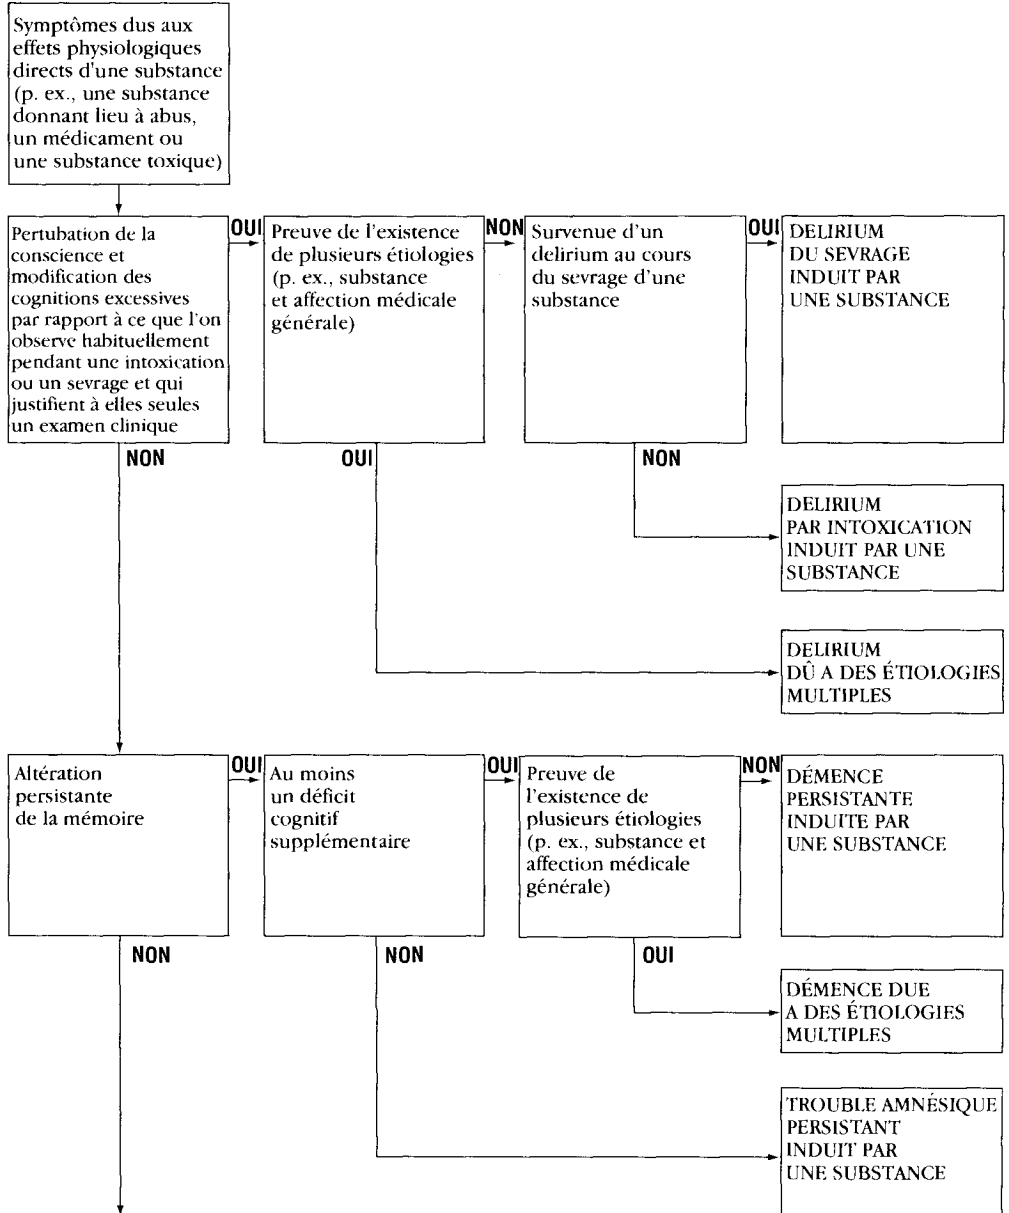 Symptômes dus aux
effets physiologiques
directs d'une substance
(p. ex., une substance
donnant lieu à abus,
un médicament ou
une substance toxique)
Pertubation de la
conscience et
modification des
cognitions excessives
par rapport à ce que l'on
observe habituellement
pendant une intoxication
ou un sevrage et qui
justifient à elles seules
un examen clinique
OUI
Preuve de l'existence
de plusieurs étiologies
(p. ex., substance
et affection médicale
générale)
NON
Survenue d'un
delirium au cours
du sevrage d'une
substance
OUI
DELIRIUM
DU SEVRAGE
INDUIT PAR
UNE SUBSTANCE
NON
OUI
NON
DELIRIUM
PAR INTOXICATION
INDUIT PAR UNE
SUBSTANCE
DELIRIUM
DÛ A DES ÉTIOLOGIES
MULTIPLES
Altération
persistante
de la mémoire
OUI
Au moins
un déficit
cognitif
supplémentaire
OUI
Preuve de
l'existence de
plusieurs étiologies
(p. ex., substance et
affection médicale
générale)
NON
DÉMENCE
PERSISTANTE
INDUITE PAR
UNE SUBSTANCE
NON
NON
OUI
DÉMENCE DUE
A DES ÉTIOLOGIES
MULTIPLES
TROUBLE AMNÉSIQUE
PERSISTANT
INDUIT PAR
UNE SUBSTANCE